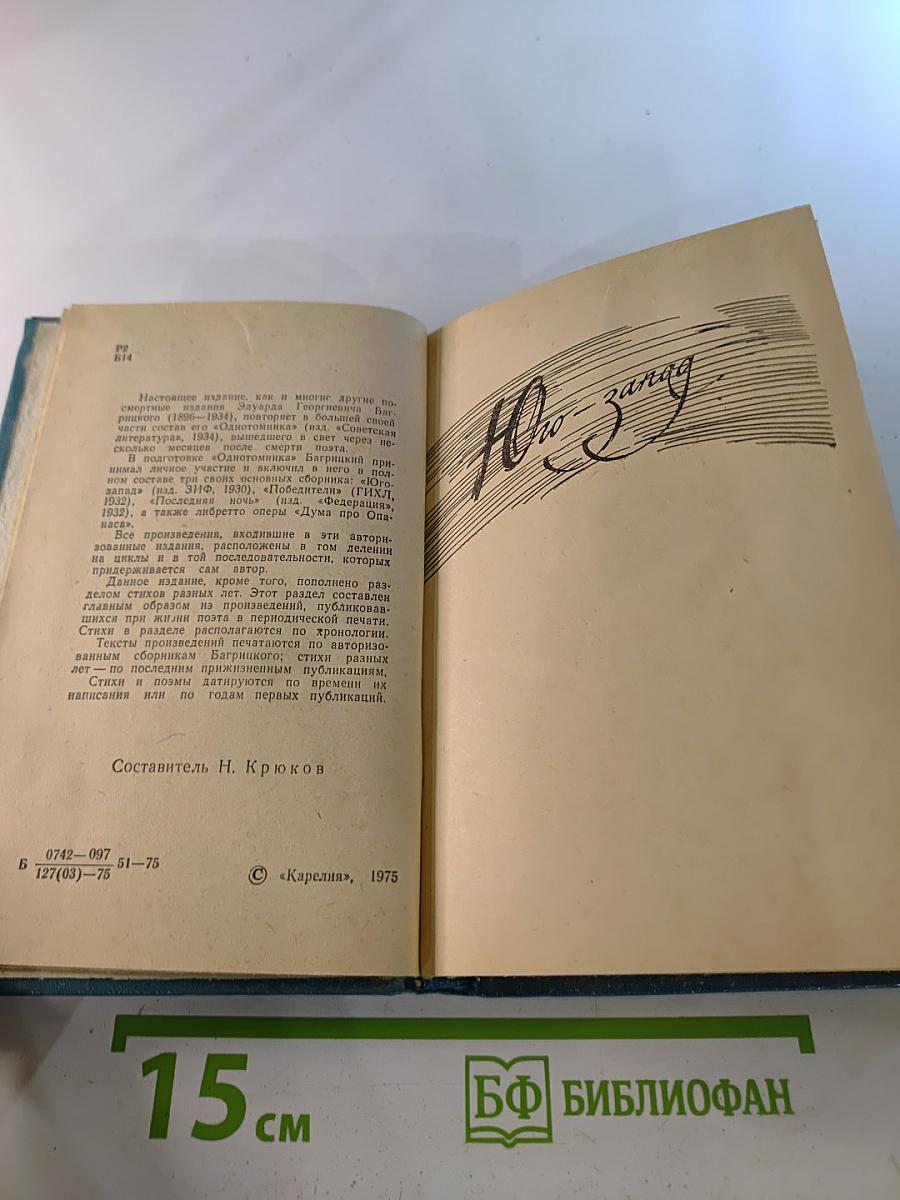 Р2
Б14
Настоящее издание, как и многие другие по-
смертные издания Эдуарда Георгиевича Баг-
рицкого (1896—1934), повторяет в большей своей
части состав его «Однотомника» (изд. «Советская
литература», 1934), вышедшего в свет через не-
сколько месяцев после смерти поэта.
В подготовке «Однотомника» Багрицкий при-
нимал личное участие и включил в него в пол-
ном составе три своих основных сборника: «Юго-
запад» (изд. ЗИФ, 1930), «Победители» (ГИХЛ,
1932), «Последняя ночь» (изд. «Федерация»,
1932), а также либретто оперы «Дума про Опа-
наса».
Все произведения, входившие в эти автори-
зованные издания, расположены в том делении
на циклы и в той последовательности, которых
придерживается сам автор.
Данное издание, кроме того, пополнено раз-
делом стихов разных лет. Этот раздел составлен
главным образом из произведений, публиковав-
шихся при жизни поэта в периодической печати.
Стихи в разделе располагаются по хронологии.
Тексты произведений печатаются по авторизо-
ванным сборникам Багрицкого; стихи разных
лет — по последним прижизненным публикациям.
Стихи и поэмы датируются по времени их
написания или по годам первых публикаций.
Составитель Н. Крюков
Б 0742—097
127(03)—75 51—75
© «Карелия», 1975
Юго-запад
15 см
БФ БИБЛИОФАН